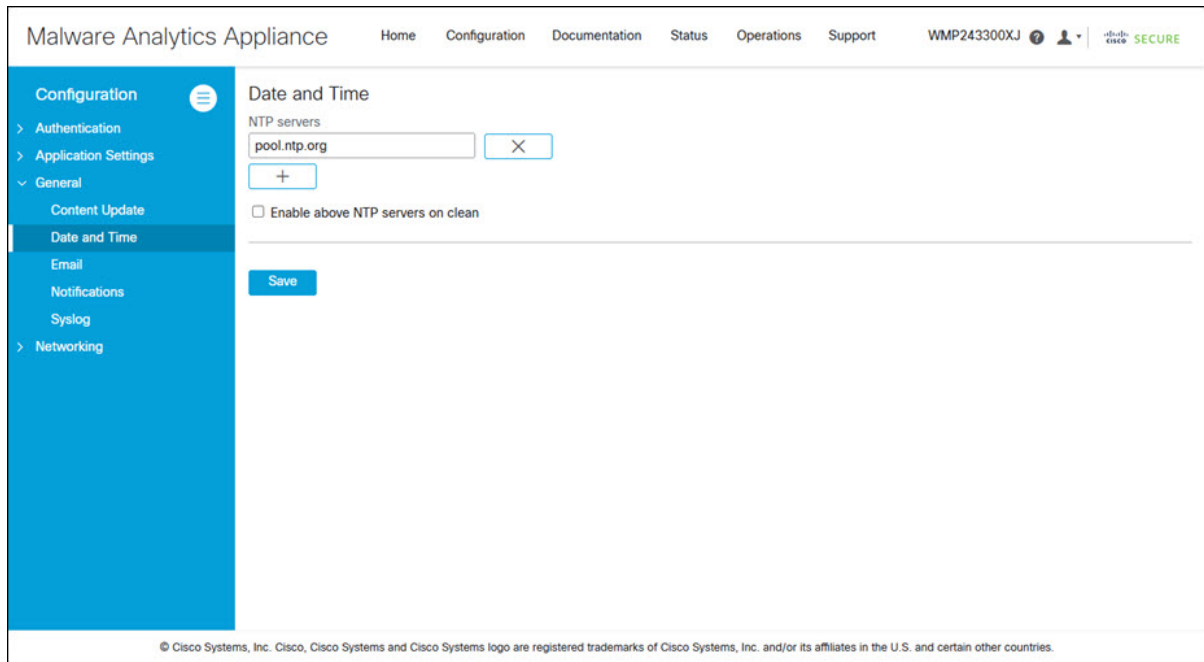 Malware Analytics Appliance Home Configuration Documentation Status Operations Support WMP243300XJ ? cisco SECURE
Configuration
Authentication
Application Settings
General
Content Update
Date and Time
Email
Notifications
Syslog
Networking
Date and Time
NTP servers
pool.ntp.org
Enable above NTP servers on clean
Save
© Cisco Systems, Inc. Cisco, Cisco Systems and Cisco Systems logo are registered trademarks of Cisco Systems, Inc. and/or its affiliates in the U.S. and certain other countries.